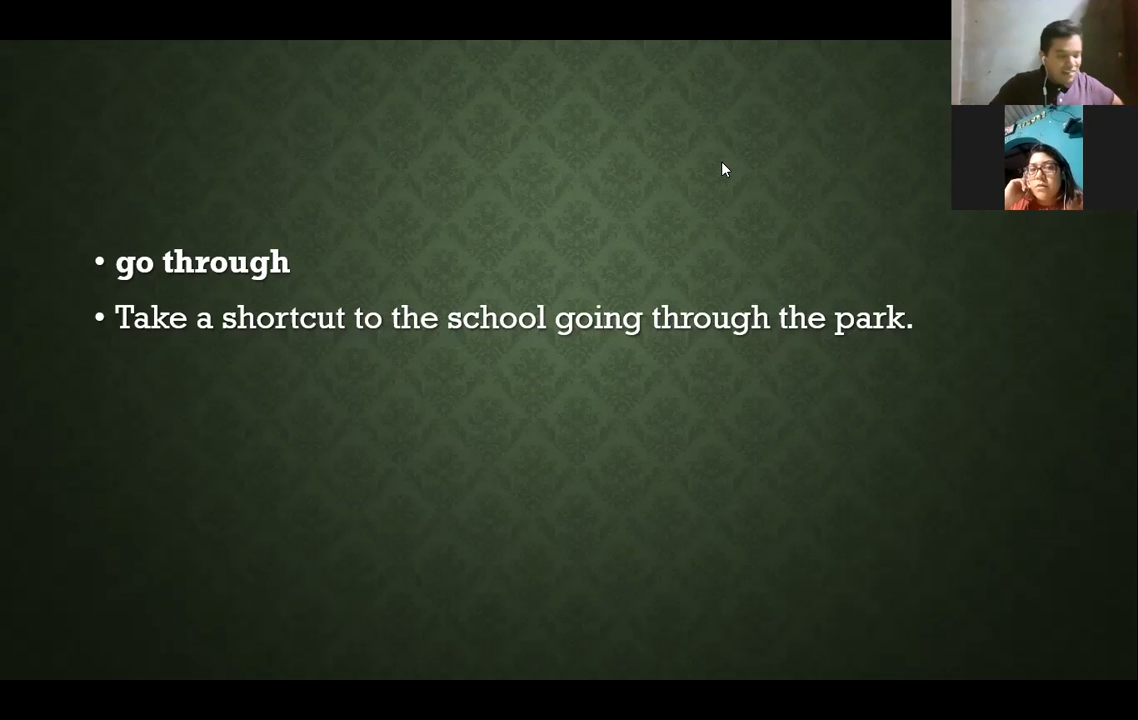 • go through
• Take a shortcut to the school going through the park.